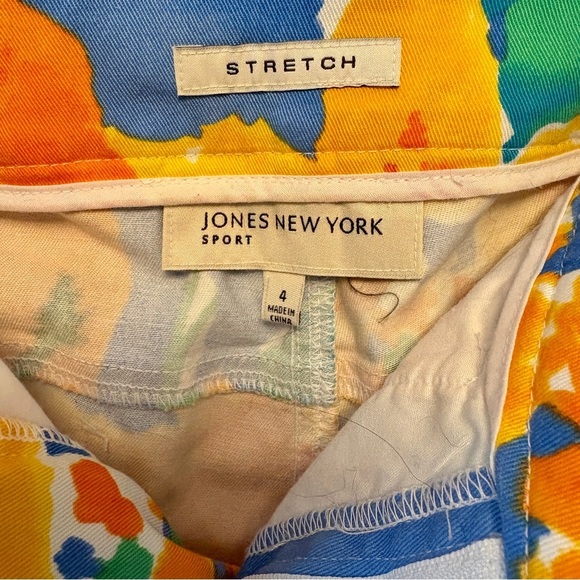 STRETCH
JONES NEW YORK
SPORT
4
MADE IN
CHINA